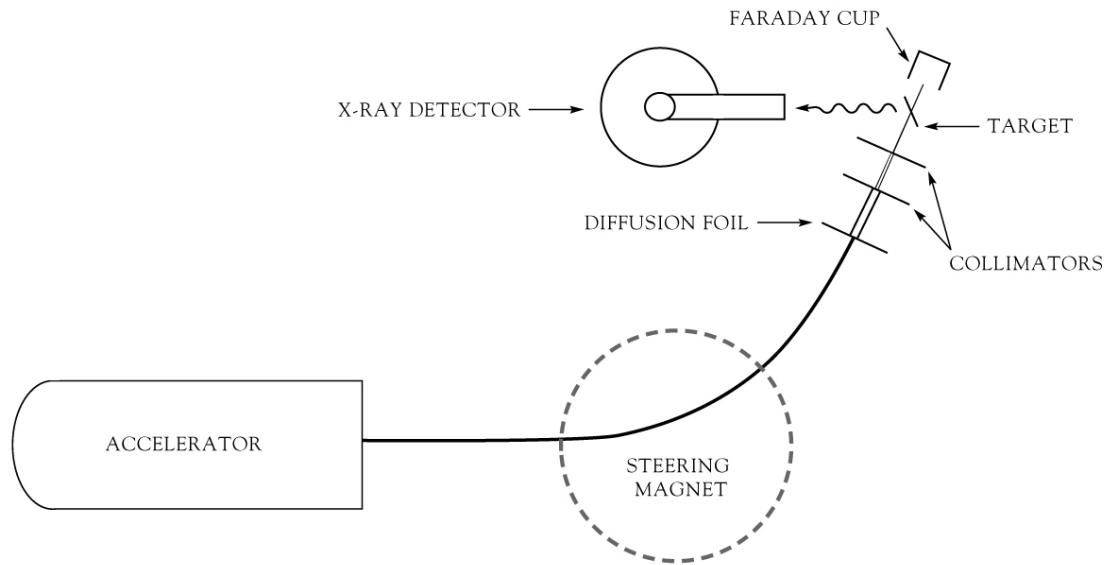 FARADAY CUP
X-RAY DETECTOR
TARGET
DIFFUSION FOIL
COLLIMATORS
ACCELERATOR
STEERING
MAGNET